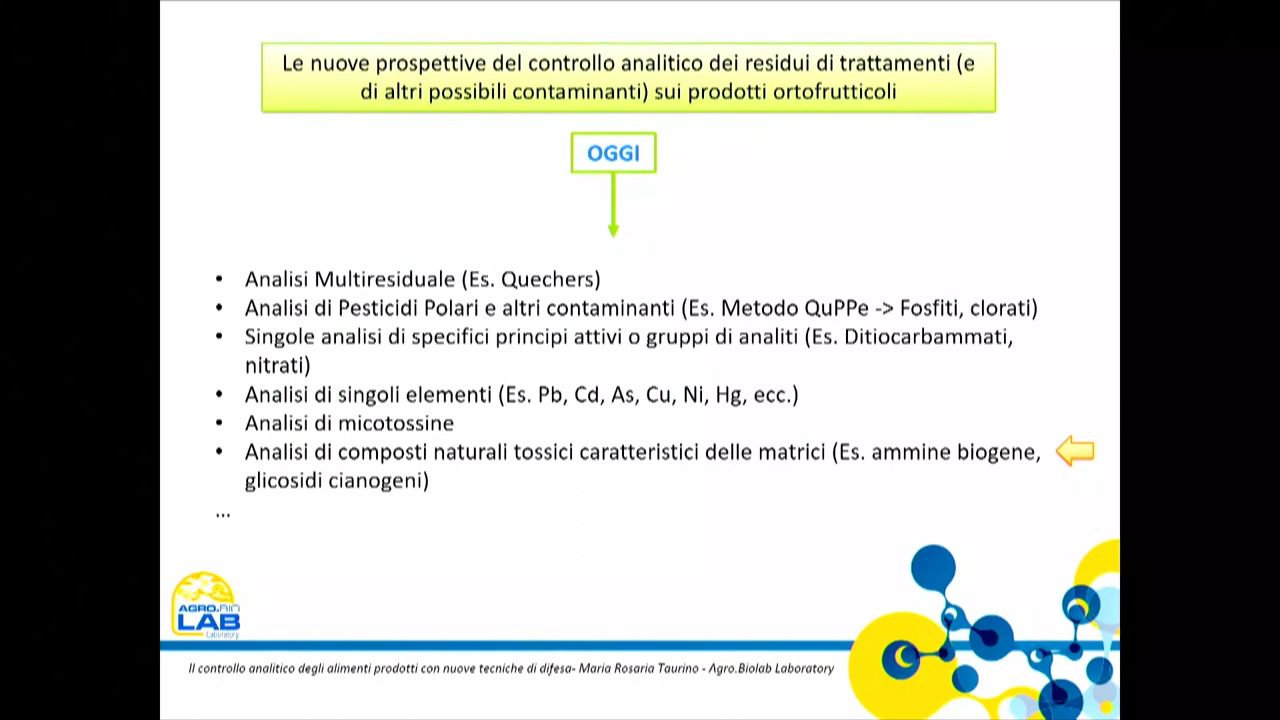 Le nuove prospettive del controllo analitico dei residui di trattamenti (e
di altri possibili contaminanti) sui prodotti ortofrutticoli
OGGI
• Analisi Multiresiduale (Es. Quechers)
• Analisi di Pesticidi Polari e altri contaminanti (Es. Metodo QuPPe -> Fosfiti, clorati)
• Singole analisi di specifici principi attivi o gruppi di analiti (Es. Ditiocarbammati,
nitrati)
• Analisi di singoli elementi (Es. Pb, Cd, As, Cu, Ni, Hg, ecc.)
• Analisi di micotossine
• Analisi di composti naturali tossici caratteristici delle matrici (Es. ammine biogene,
glicosidi cianogeni)
...
AGRO.BIO
LAB
Laboratory
Il controllo analitico degli alimenti prodotti con nuove tecniche di difesa- Maria Rosaria Taurino - Agro.Biolab Laboratory